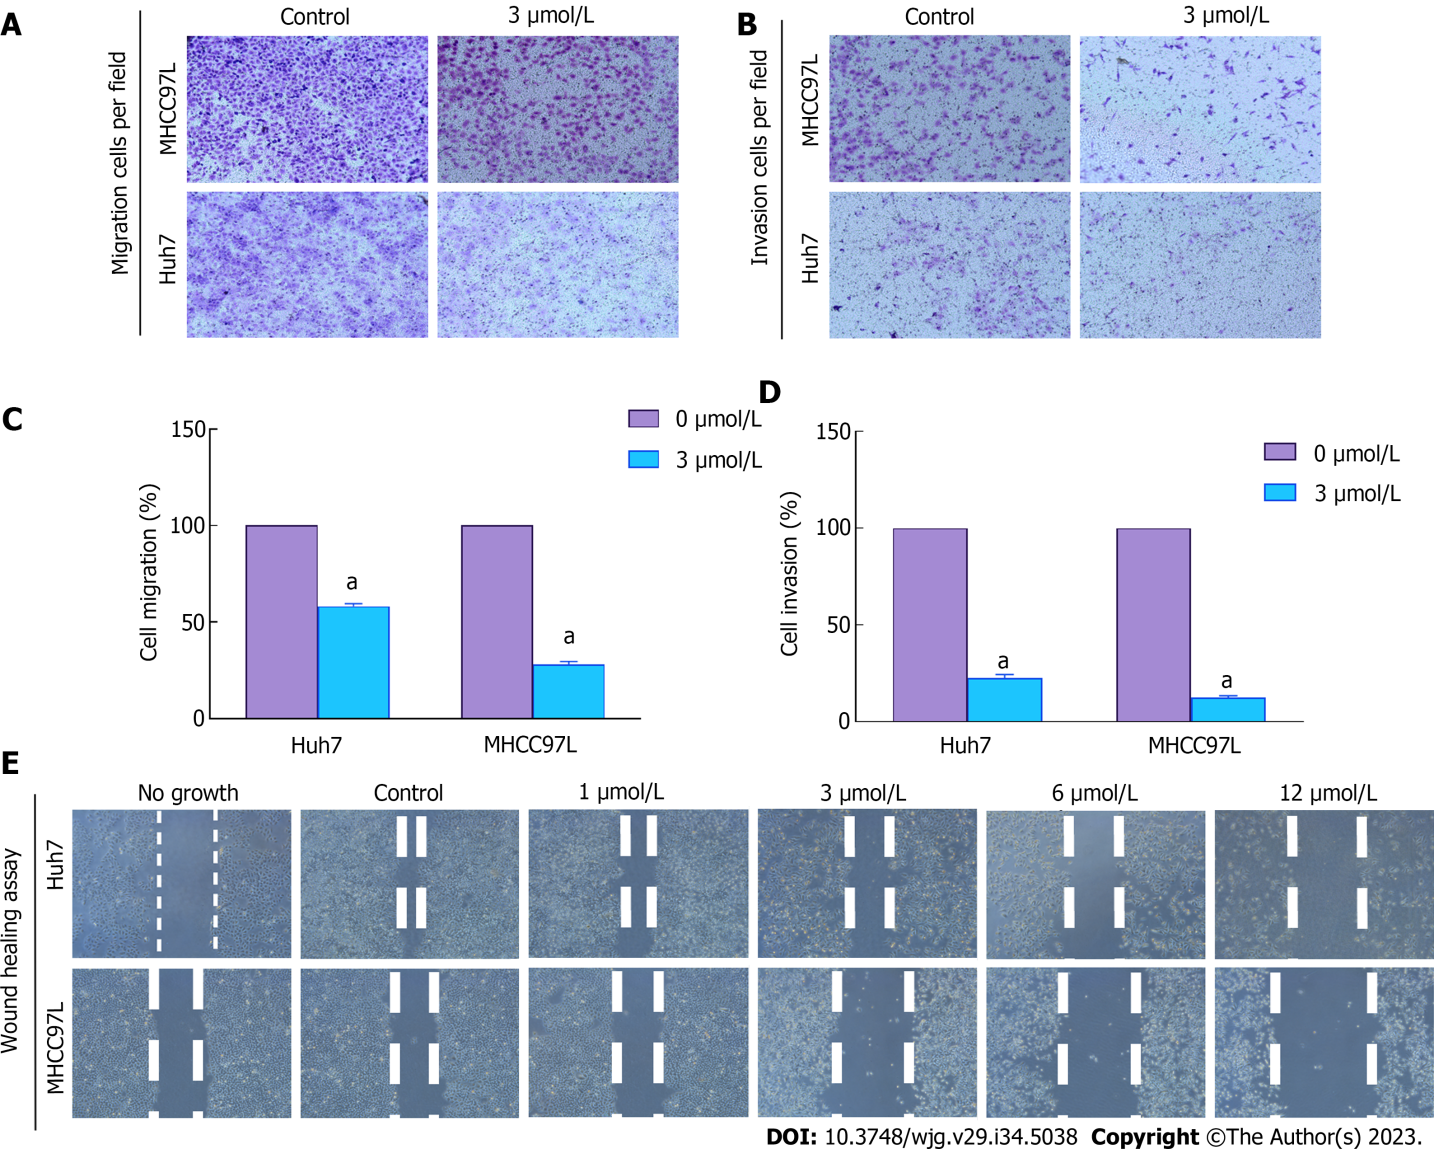 A
Control
3 µmol/L
Migration cells per field
MHCC97L
Huh7
B
Control
3 µmol/L
Invasion cells per field
MHCC97L
Huh7
C
0 µmol/L
3 µmol/L
Cell migration (%)
150
100
50
0
a
a
Huh7
MHCC97L
D
0 µmol/L
3 µmol/L
Cell invasion (%)
150
100
50
0
a
a
Huh7
MHCC97L
E
No growth
Control
1 µmol/L
3 µmol/L
6 µmol/L
12 µmol/L
Wound healing assay
Huh7
MHCC97L
DOI: 10.3748/wjg.v29.i34.5038 Copyright ©The Author(s) 2023.